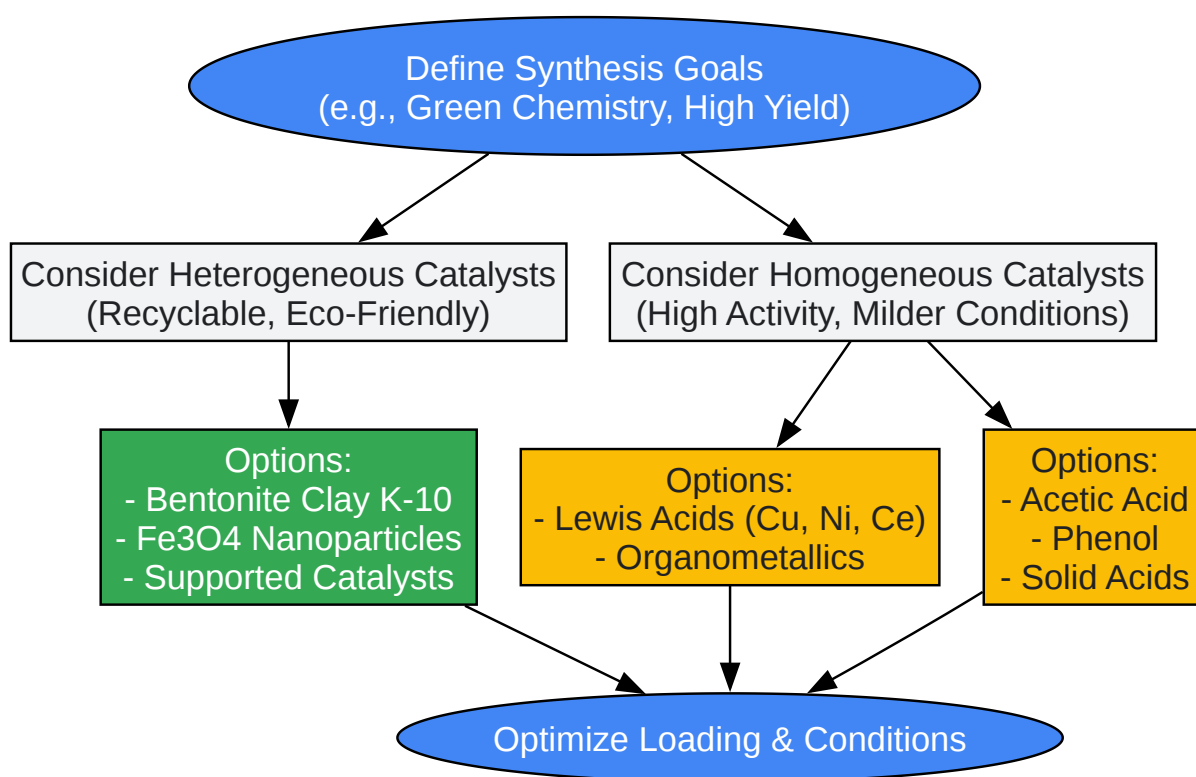 Define Synthesis Goals
(e.g., Green Chemistry, High Yield)
Consider Heterogeneous Catalysts
(Recyclable, Eco-Friendly)
Consider Homogeneous Catalysts
(High Activity, Milder Conditions)
Options:
- Bentonite Clay K-10
- Fe3O4 Nanoparticles
- Supported Catalysts
Options:
- Lewis Acids (Cu, Ni, Ce)
- Organometallics
Options:
- Acetic Acid
- Phenol
- Solid Acids
Optimize Loading & Conditions